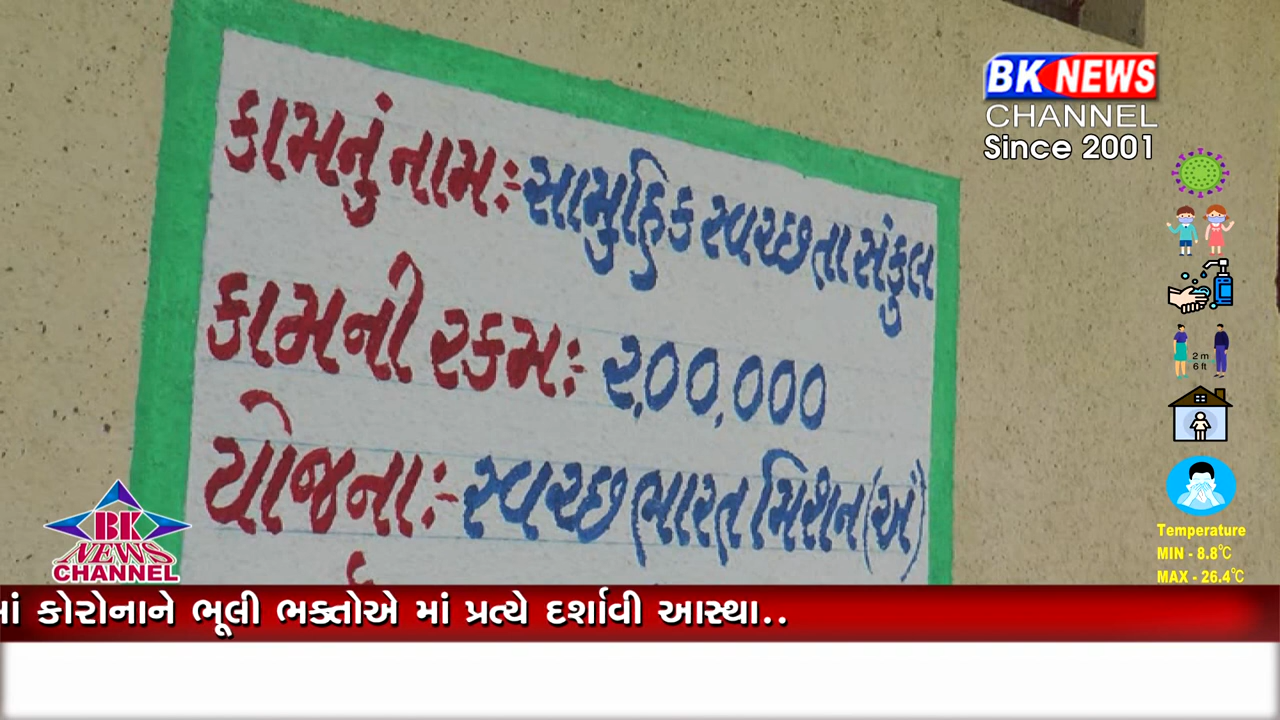 કામનું નામ:- સામુહિક સ્વચ્છતા સંકુલ
કામની રકમ:- ૨,૦૦,૦૦૦
યોજના:- સ્વચ્છ ભારત મિશન (ગ્રા)
BK NEWS
CHANNEL
Since 2001
2 m
6 ft
Temperature
MIN - 8.8℃
MAX - 26.4℃
BK
NEWS
CHANNEL
કોરોનાને ભૂલી ભક્તોએ માં પ્રત્યે દર્શાવી આસ્થા..